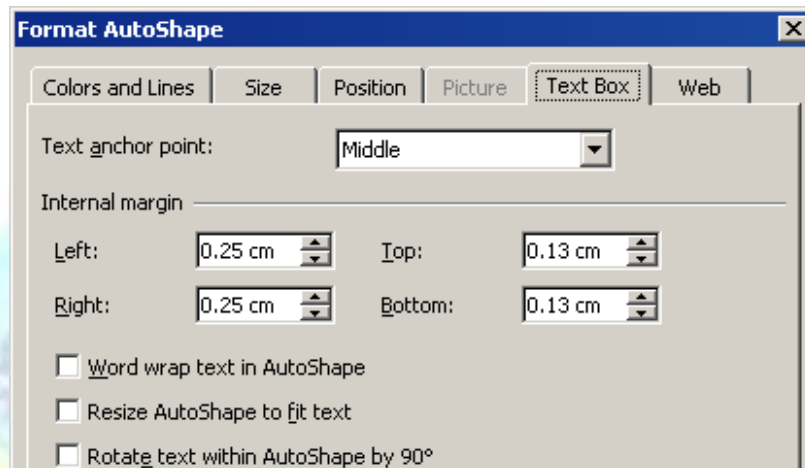 Format AutoShape
Colors and Lines Size Position Picture Text Box Web
Text anchor point: Middle
Internal margin
Left: 0.25 cm Top: 0.13 cm
Right: 0.25 cm Bottom: 0.13 cm
Word wrap text in AutoShape
Resize AutoShape to fit text
Rotate text within AutoShape by 90°